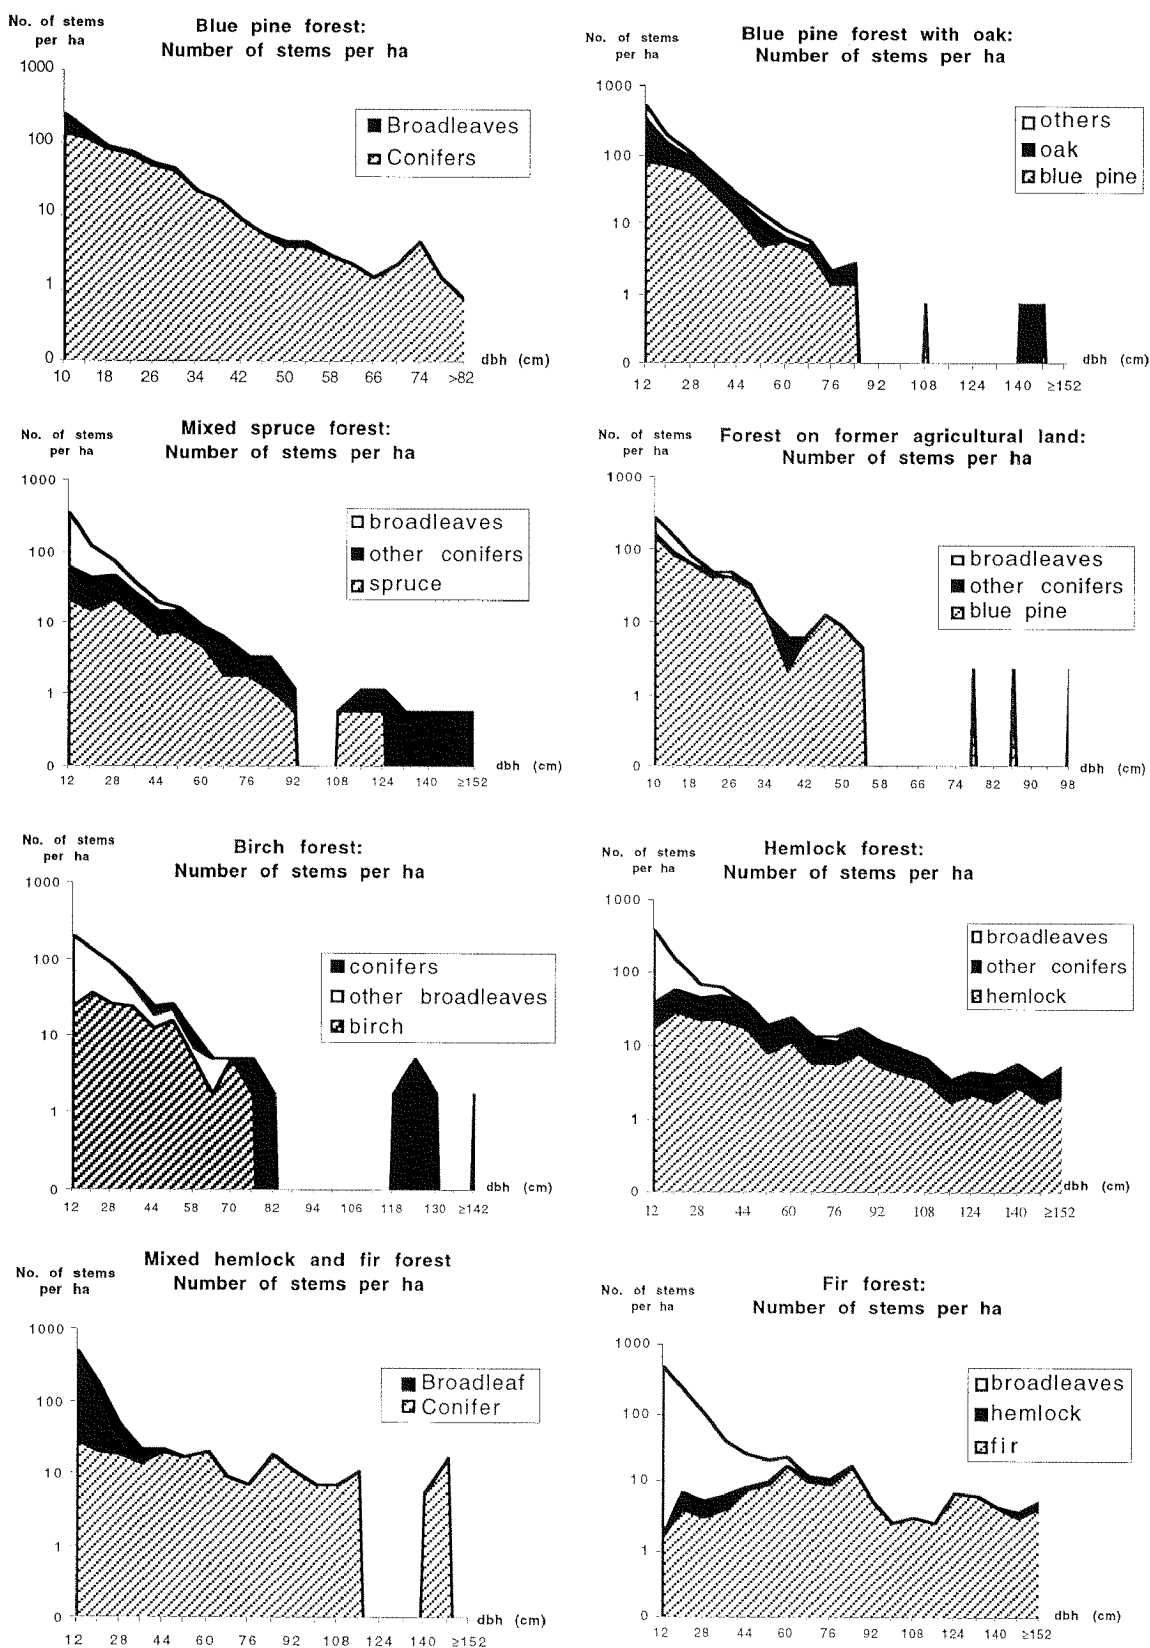 No. of stems
per ha
Blue pine forest:
Number of stems per ha
1000
100
10
1
0
Broadleaves
Conifers
10 18 26 34 42 50 58 66 74 >82
dbh (cm)
No. of stems
per ha
Blue pine forest with oak:
Number of stems per ha
1000
100
10
1
0
others
oak
blue pine
12 28 44 60 76 92 108 124 140 ≥152
dbh (cm)
No. of stems
per ha
Mixed spruce forest:
Number of stems per ha
1000
100
10
1
0
broadleaves
other conifers
spruce
12 28 44 60 76 92 108 124 140 ≥152
dbh (cm)
No. of stems
per ha
Forest on former agricultural land:
Number of stems per ha
1000
100
10
1
0
broadleaves
other conifers
blue pine
10 18 26 34 42 50 58 66 74 82 90 98
dbh (cm)
No. of stems
per ha
Birch forest:
Number of stems per ha
1000
100
10
1
0
conifers
other broadleaves
birch
12 28 44 58 70 82 94 106 118 130 ≥142
dbh (cm)
No. of stems
per ha
Hemlock forest:
Number of stems per ha
1000
100
10
1
0
broadleaves
other conifers
hemlock
12 28 44 60 76 92 108 124 140 ≥152
dbh (cm)
No. of stems
per ha
Mixed hemlock and fir forest
Number of stems per ha
1000
100
10
1
0
Broadleaf
Conifer
12 28 44 60 76 92 108 124 140 ≥152
dbh (cm)
No. of stems
per ha
Fir forest:
Number of stems per ha
1000
100
10
1
0
broadleaves
hemlock
fir
12 28 44 60 76 92 108 124 140 ≥152
dbh (cm)